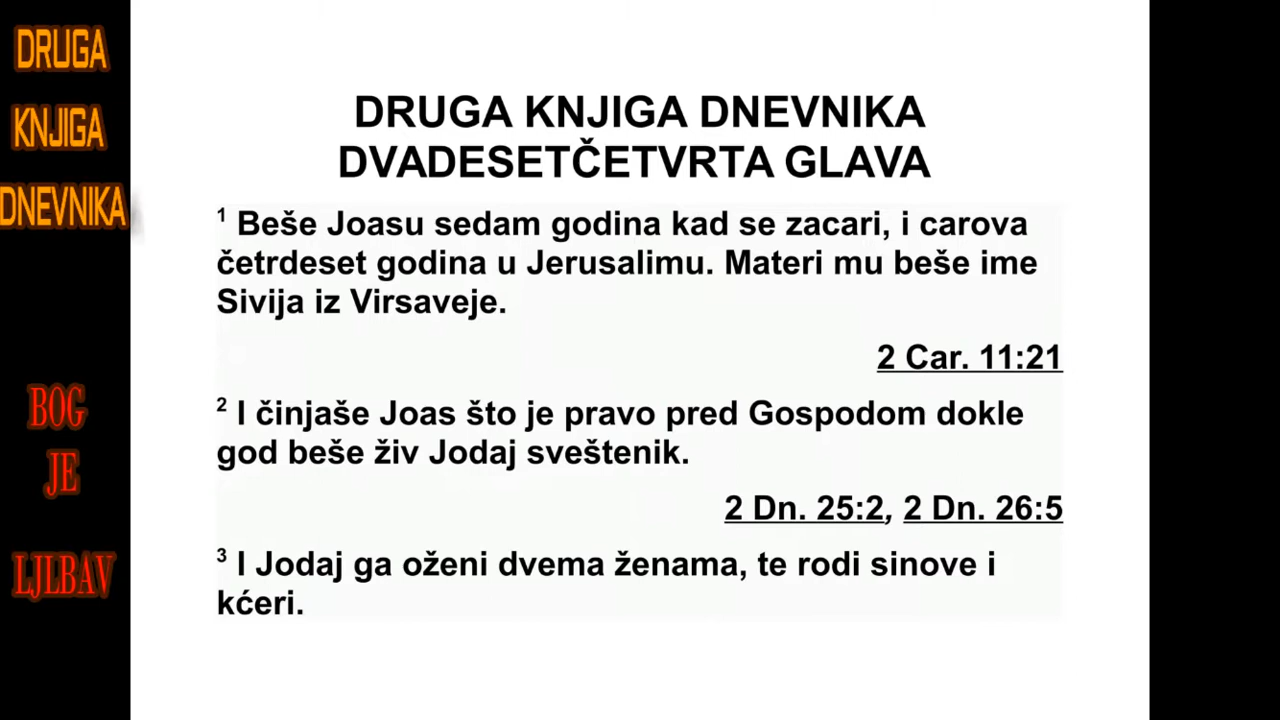 DRUGA
KNJIGA
DNEVNIKA
BOG
JE
LJLBAV
DRUGA KNJIGA DNEVNIKA
DVADESETČETVRTA GLAVA
1 Beše Joasu sedam godina kad se zacari, i carova
četrdeset godina u Jerusalimu. Materi mu beše ime
Sivija iz Virsaveje.
2 Car. 11:21
2 I činjaše Joas što je pravo pred Gospodom dokle
god beše živ Jodaj sveštenik.
2 Dn. 25:2, 2 Dn. 26:5
3 I Jodaj ga oženi dvema ženama, te rodi sinove i
kćeri.